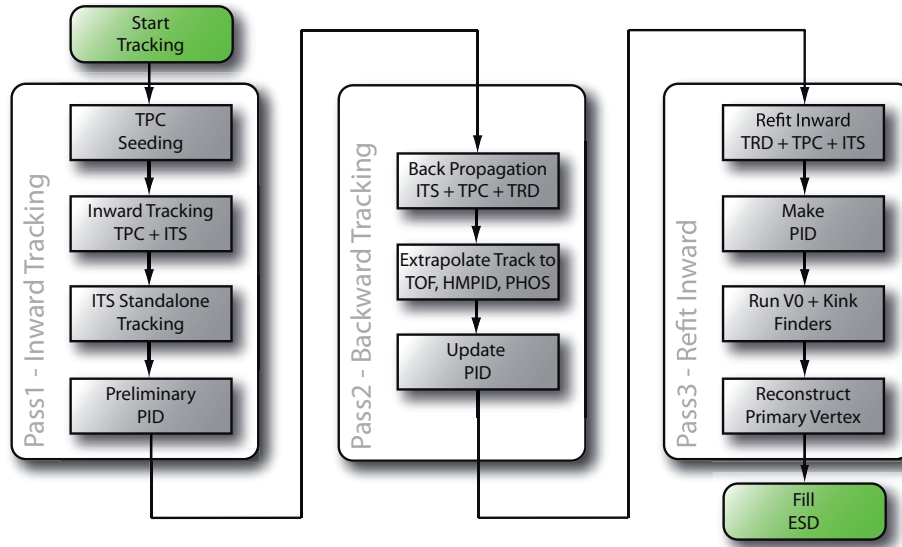 Start
Tracking
Pass1 - Inward Tracking
TPC
Seeding
Inward Tracking
TPC + ITS
ITS Standalone
Tracking
Preliminary
PID
Pass2 - Backward Tracking
Back Propagation
ITS + TPC + TRD
Extrapolate Track to
TOF, HMPID, PHOS
Update
PID
Pass3 - Refit Inward
Refit Inward
TRD + TPC + ITS
Make
PID
Run V0 + Kink
Finders
Reconstruct
Primary Vertex
Fill
ESD